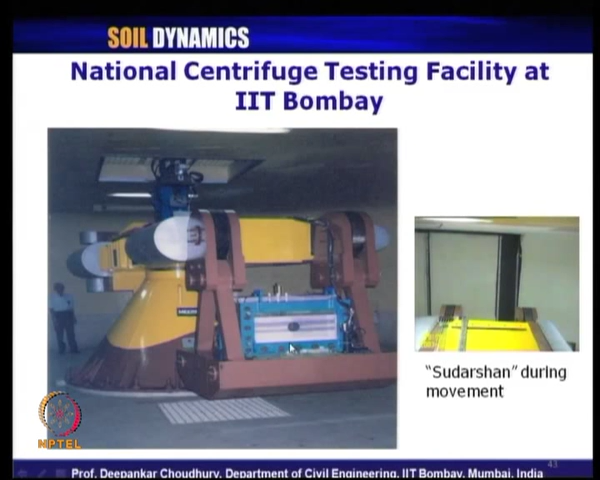 SOIL DYNAMICS
National Centrifuge Testing Facility at
IIT Bombay
"Sudarshan" during
movement
NPTEL
43
Prof. Deepankar Choudhury, Department of Civil Engineering, IIT Bombay, Mumbai, India